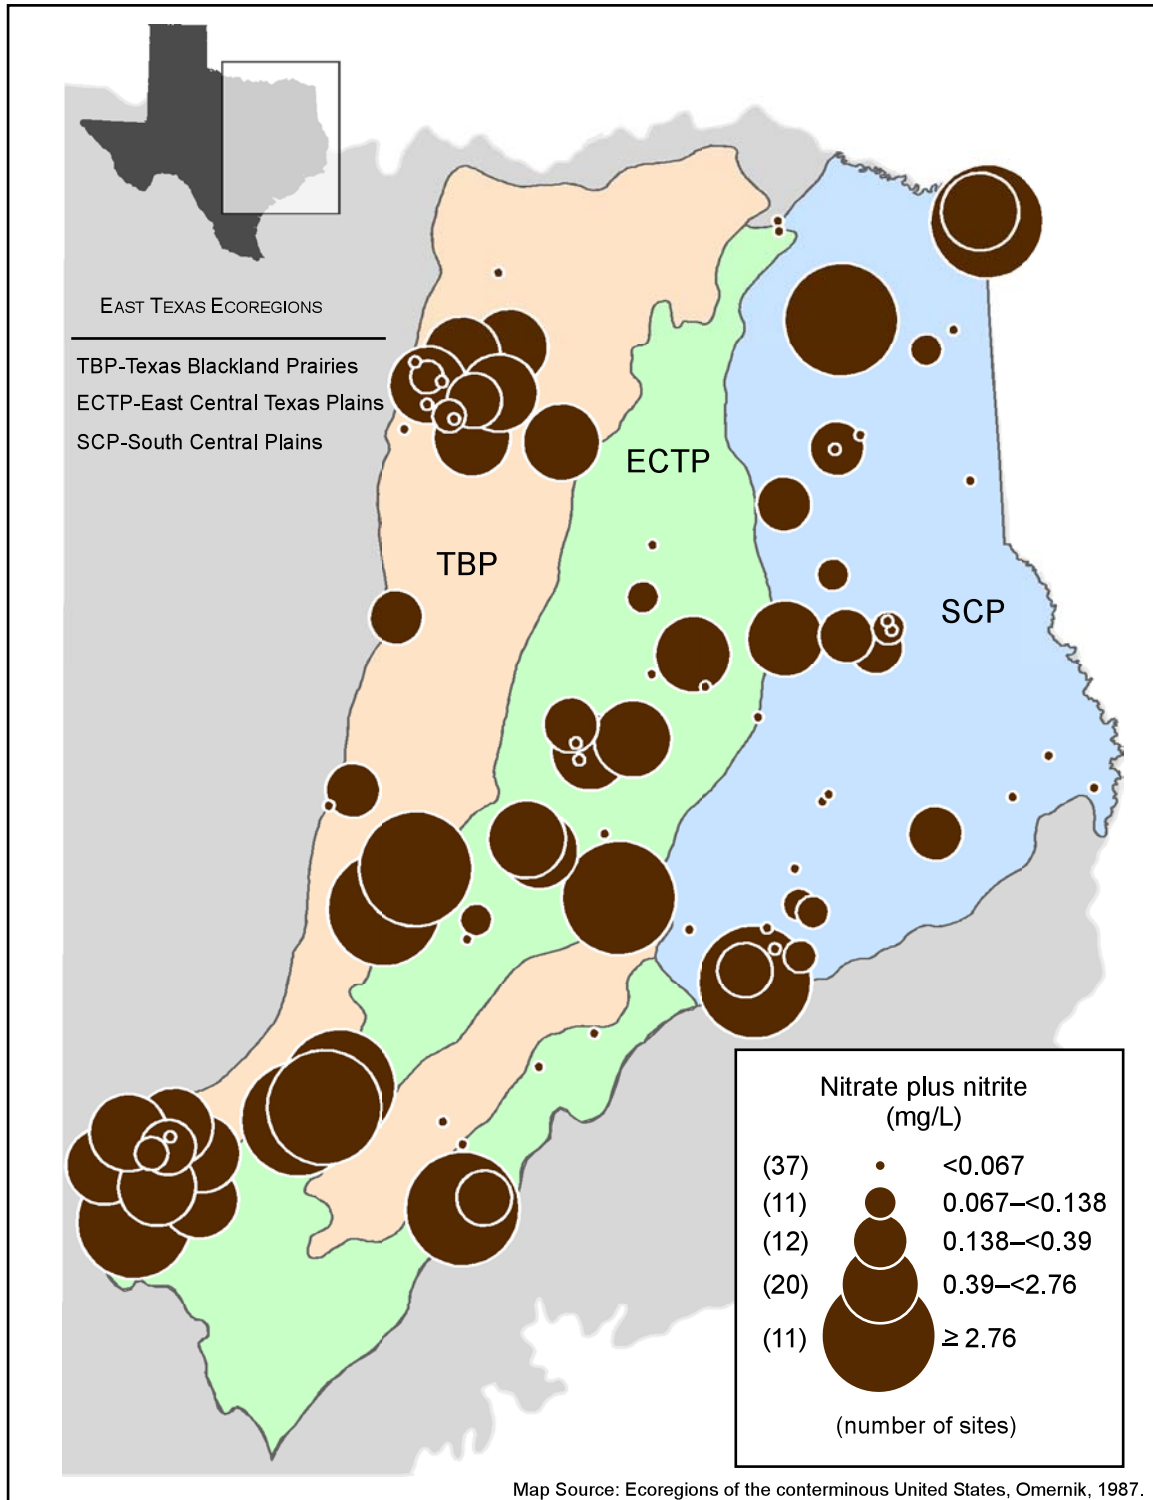 EAST TEXAS ECOREGIONS
TBP-Texas Blackland Prairies
ECTP-East Central Texas Plains
SCP-South Central Plains
ECTP
TBP
SCP
Nitrate plus nitrite
(mg/L)
(37) <0.067
(11) 0.067–<0.138
(12) 0.138–<0.39
(20) 0.39–<2.76
(11) ≥ 2.76
(number of sites)
Map Source: Ecoregions of the conterminous United States, Omernik, 1987.